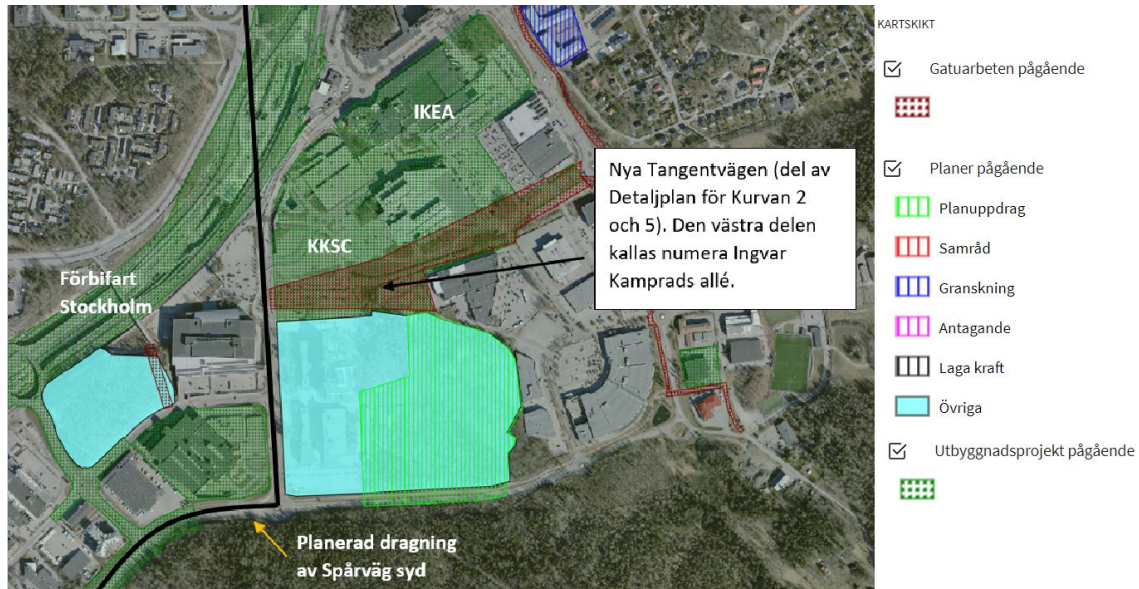 IKEA
KKSC
Förbifart
Stockholm
Nya Tangentvägen (del av
Detaljplan för Kurvan 2
och 5). Den västra delen
kallas numera Ingvar
Kamprads allé.
Planerad dragning
av Spårväg syd
KARTSKIKT
Gatuarbeten pågående
Planer pågående
Planuppdrag
Samråd
Granskning
Antagande
Laga kraft
Övriga
Utbyggnadsprojekt pågående